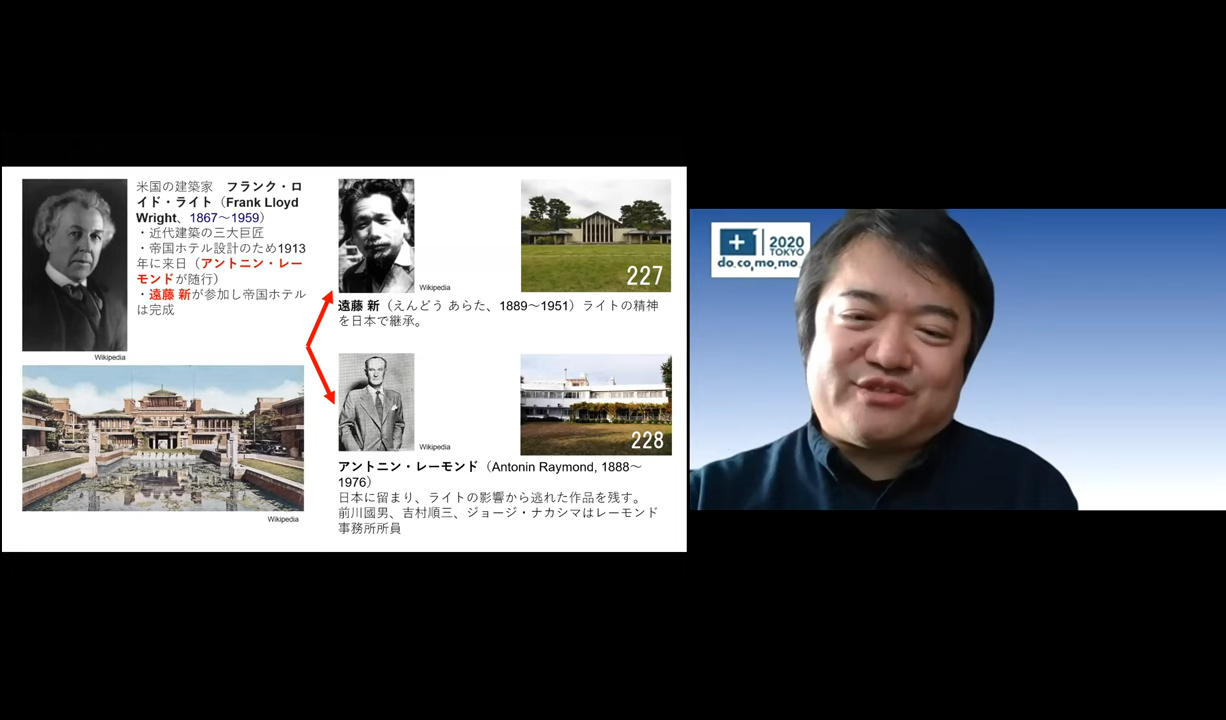 米国の建築家　フランク・ロ
イド・ライト（Frank Lloyd
Wright、1867～1959）
・近代建築の三大巨匠
・帝国ホテル設計のため1913
年に来日（アントニン・レー
モンドが随行）
・遠藤 新が参加し帝国ホテル
は完成
Wikipedia
Wikipedia
Wikipedia
227
遠藤 新（えんどう あらた、1889～1951）ライトの精神
を日本で継承。
Wikipedia
228
アントニン・レーモンド（Antonin Raymond, 1888～
1976）
日本に留まり、ライトの影響から逃れた作品を残す。
前川國男、吉村順三、ジョージ・ナカシマはレーモンド
事務所所員
+1
2020
TOKYO
do.co,mo.mo.